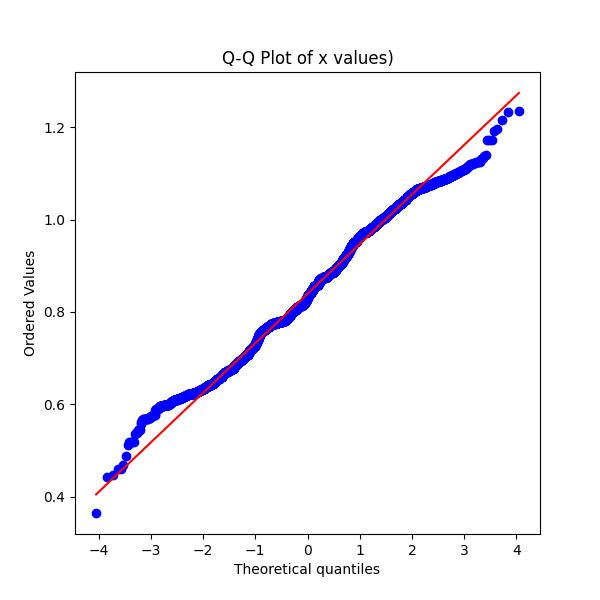 Q-Q Plot of x values)
1.2
1.0
0.8
0.6
0.4
Ordered Values
−4 −3 −2 −1 0 1 2 3 4
Theoretical quantiles